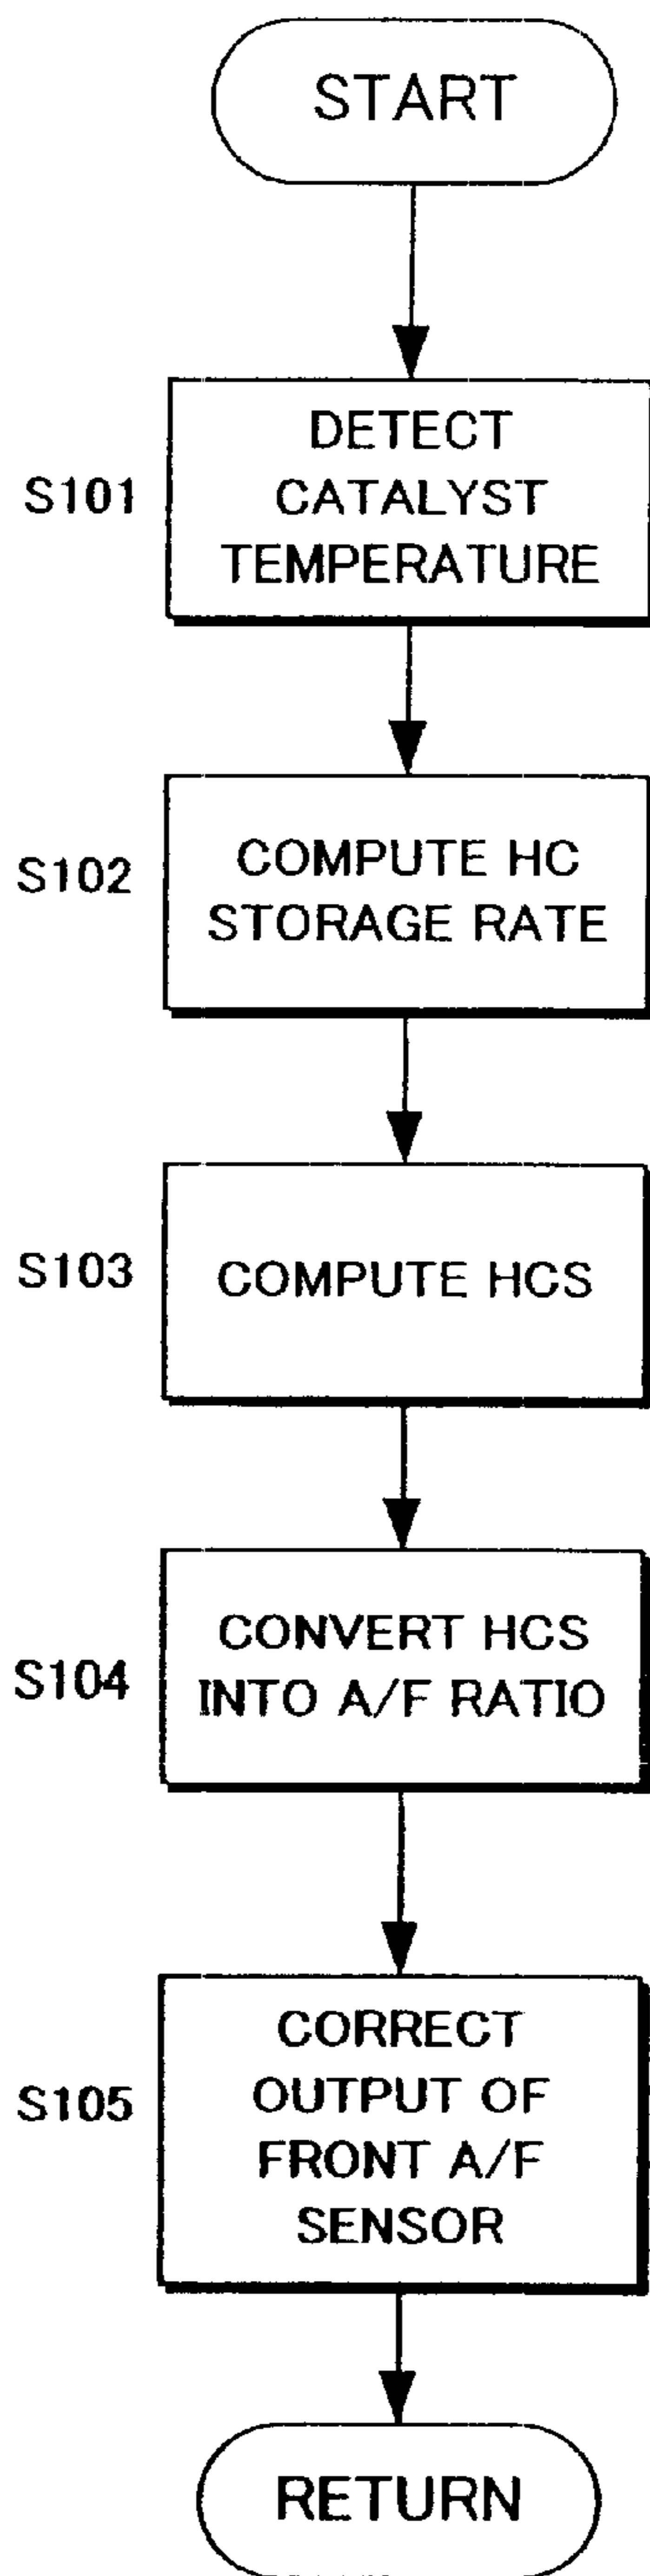 START
S101
DETECT
CATALYST
TEMPERATURE
S102
COMPUTE HC
STORAGE RATE
S103
COMPUTE HCS
S104
CONVERT HCS
INTO A/F RATIO
S105
CORRECT
OUTPUT OF
FRONT A/F
SENSOR
RETURN